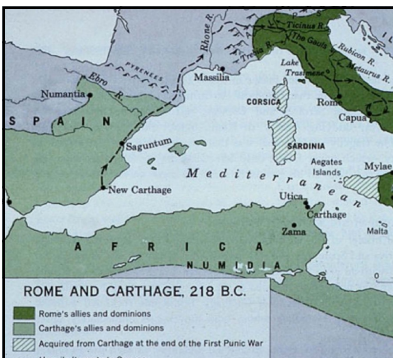 Rhone R.
Ticinus R.
(The Gauls
Trebia R.
Rubicon R.
PYRENEES
Ebro R.
Massilia
Lake
Trasimene
Metaurus R.
Numantia
CORSICA
Rome
Capua
SPAIN
Saguntum
SARDINIA
Mediterranean
Aegates
Islands
Mylae
New Carthage
Utica
Carthage
Zama
Malta
AFRICA
NUMIDIA
0
ROME AND CARTHAGE, 218 B.C.
Rome's allies and dominions
Carthage's allies and dominions
Acquired from Carthage at the end of the First Punic War